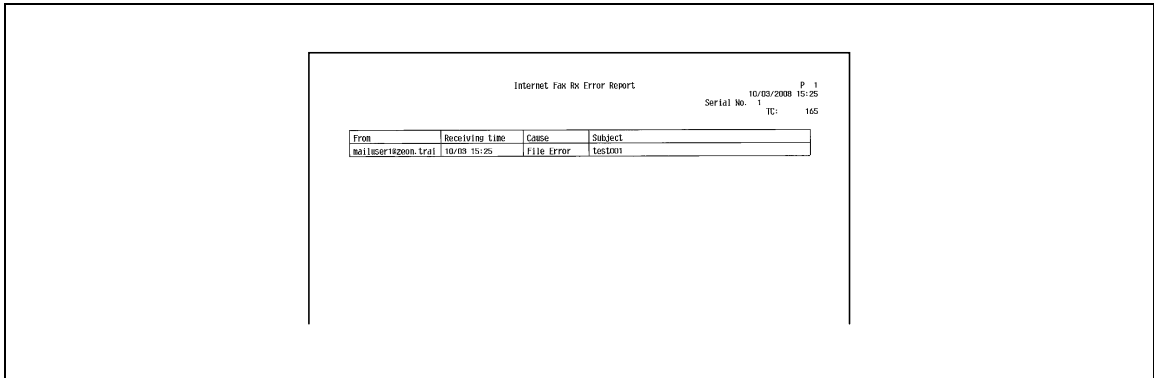 Internet Fax Rx Error Report
P 1
10/03/2008 15:25
Serial No. 1
TC: 165
From Receiving time Cause Subject
mailuser1@zeon.trai 10/03 15:25 File Error test001